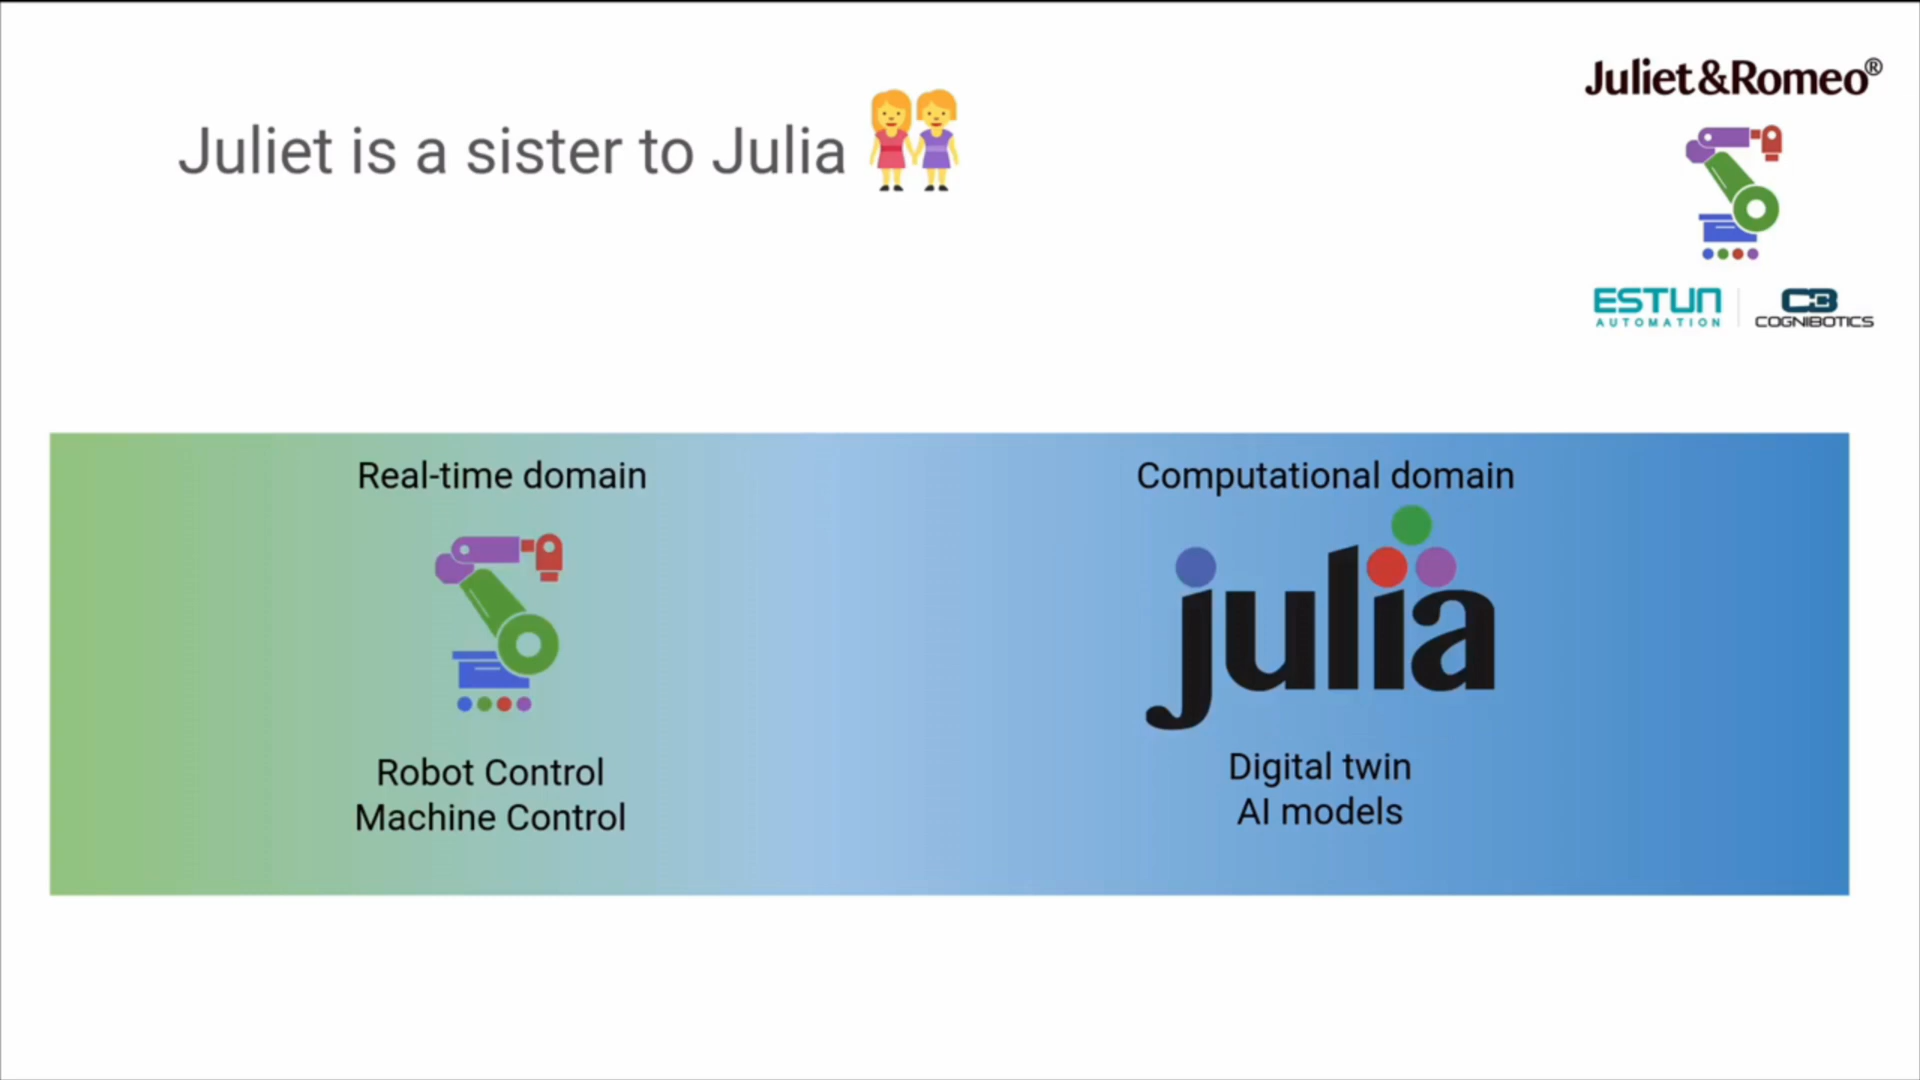 Juliet&Romeo®
Juliet is a sister to Julia
ESTUN
AUTOMATION
COGNIBOTICS
Real-time domain
Computational domain
julia
Robot Control
Machine Control
Digital twin
AI models